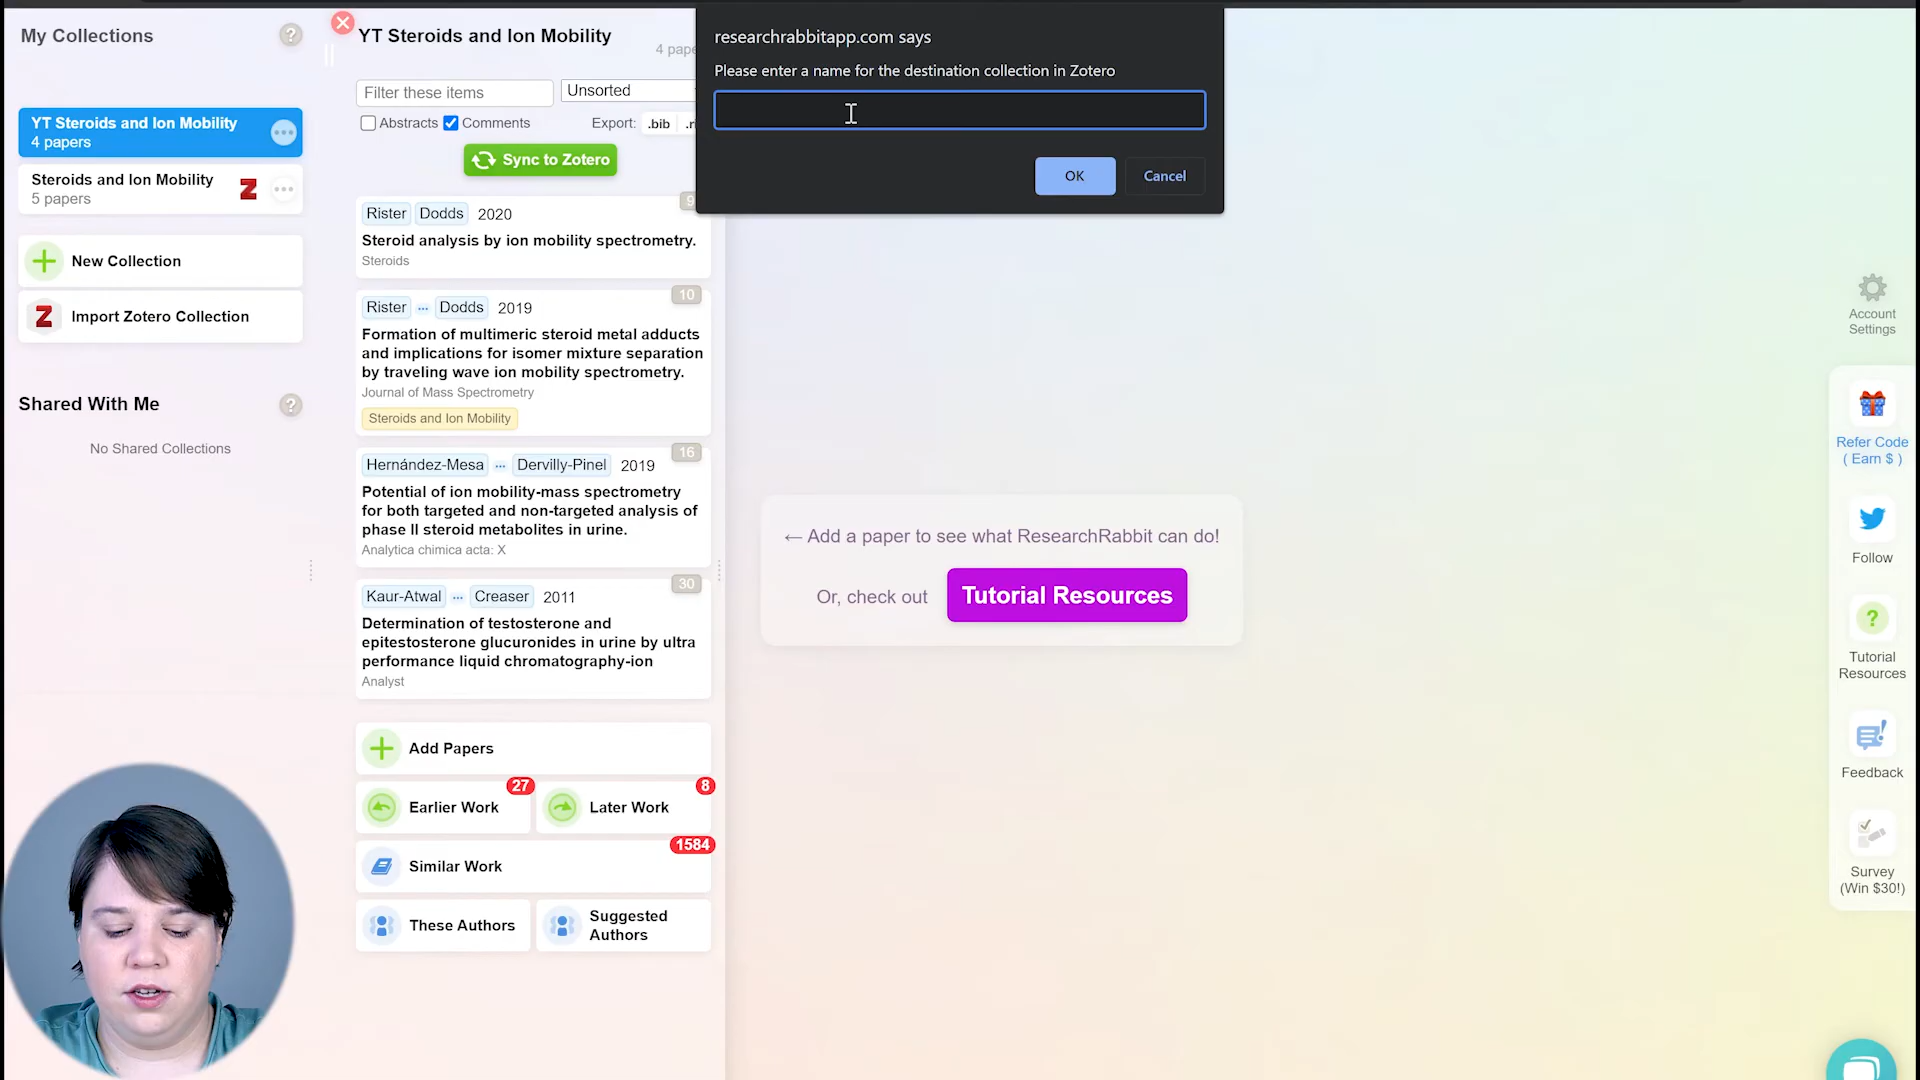 My Collections
?
YT Steroids and Ion Mobility
4 papers
Steroids and Ion Mobility
5 papers
Z
New Collection
Z
Import Zotero Collection
Shared With Me
?
No Shared Collections
YT Steroids and Ion Mobility
4
Filter these items
Unsorted
Abstracts
Comments
Export:
.bib
Sync to Zotero
Rister Dodds 2020
Steroid analysis by ion mobility spectrometry.
Steroids
10
Rister ... Dodds 2019
Formation of multimeric steroid metal adducts
and implications for isomer mixture separation
by traveling wave ion mobility spectrometry.
Journal of Mass Spectrometry
Steroids and Ion Mobility
16
Hernández-Mesa ... Dervilly-Pinel 2019
Potential of ion mobility-mass spectrometry
for both targeted and non-targeted analysis of
phase II steroid metabolites in urine.
Analytica chimica acta: X
30
Kaur-Atwal ... Creaser 2011
Determination of testosterone and
epitestosterone glucuronides in urine by ultra
performance liquid chromatography-ion
Analyst
Add Papers
27
Earlier Work
8
Later Work
1584
Similar Work
These Authors
Suggested
Authors
researchrabbitapp.com says
Please enter a name for the destination collection in Zotero
OK
Cancel
← Add a paper to see what ResearchRabbit can do!
Or, check out
Tutorial Resources
Account
Settings
Refer Code
( Earn $ )
Follow
?
Tutorial
Resources
Feedback
Survey
(Win $30!)